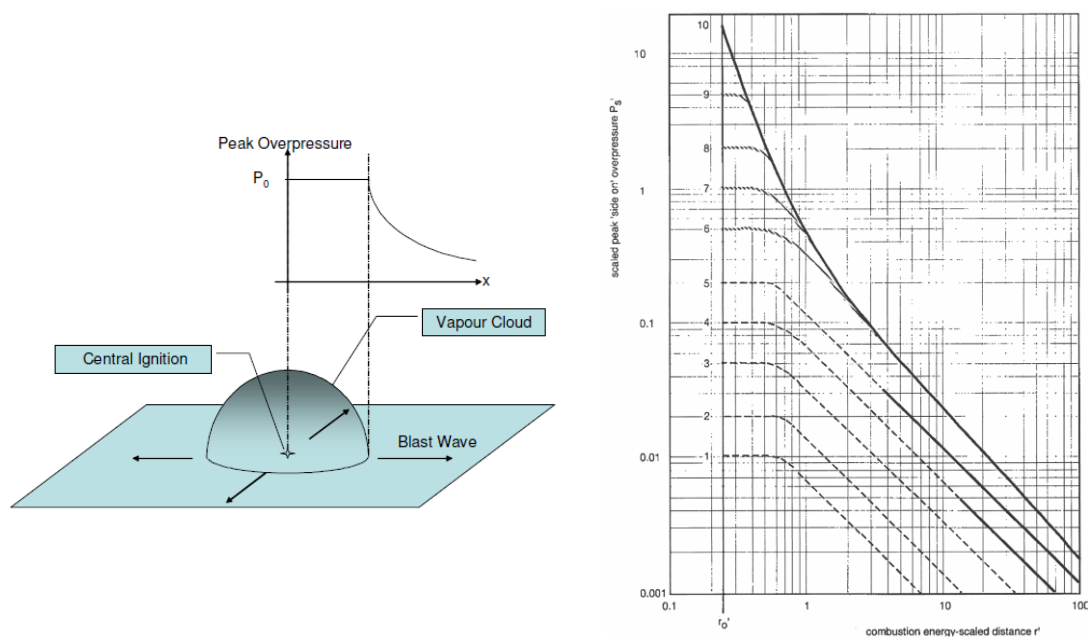 Peak Overpressure
P0
x
Vapour Cloud
Central Ignition
Blast Wave
scaled peak 'side on' overpressure Ps'
10
1
0.1
0.01
0.001
10
9
8
7
6
5
4
3
2
1
0.1
ro'
1
10
100
combustion energy-scaled distance r'